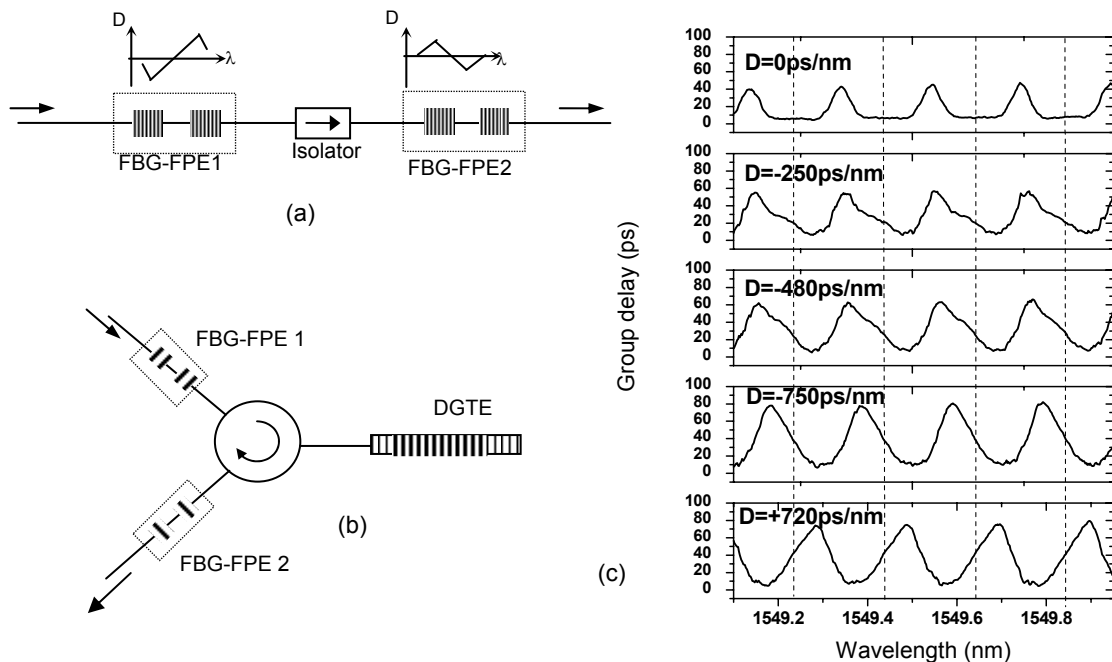 D
λ
D
λ
FBG-FPE1
Isolator
FBG-FPE2
(a)
FBG-FPE 1
DGTE
FBG-FPE 2
(b)
(c)
Group delay (ps)
100
80
60
40
20
0
D=0ps/nm
100
80
60
40
20
0
D=-250ps/nm
100
80
60
40
20
0
D=-480ps/nm
100
80
60
40
20
0
D=-750ps/nm
100
80
60
40
20
0
D=+720ps/nm
1549.2 1549.4 1549.6 1549.8
Wavelength (nm)